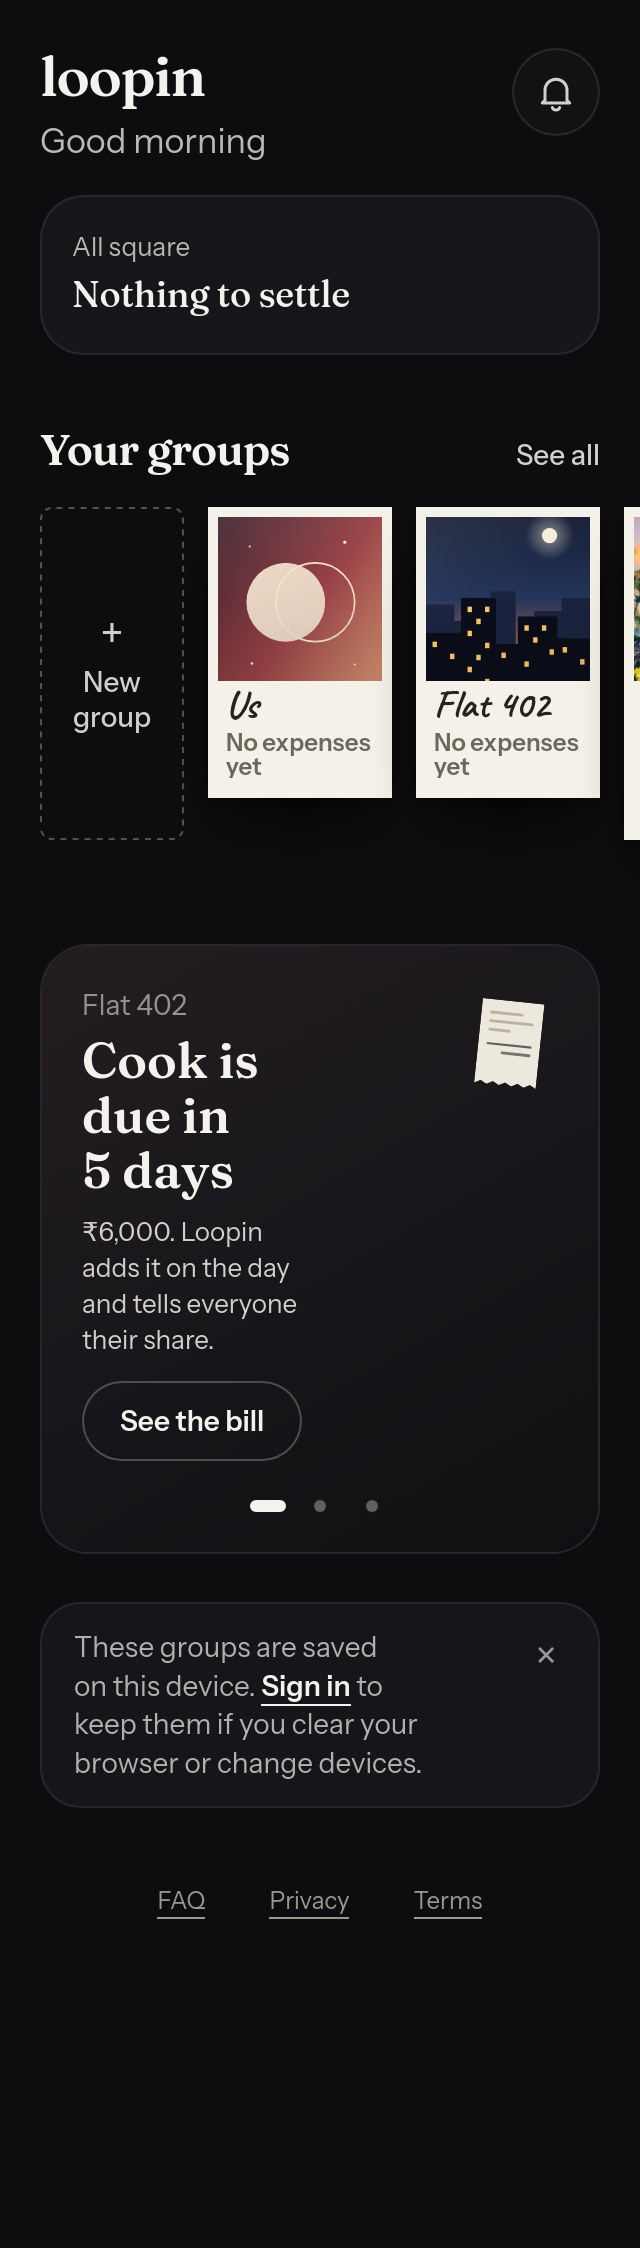 loopin
Good morning
All square
Nothing to settle
Your groups
See all
+
New
group
Us
No expenses
yet
Flat 402
No expenses
yet
Flat 402
Cook is
due in
5 days
₹6,000. Loopin
adds it on the day
and tells everyone
their share.
See the bill
These groups are saved
on this device. Sign in to
keep them if you clear your
browser or change devices.
FAQ
Privacy
Terms